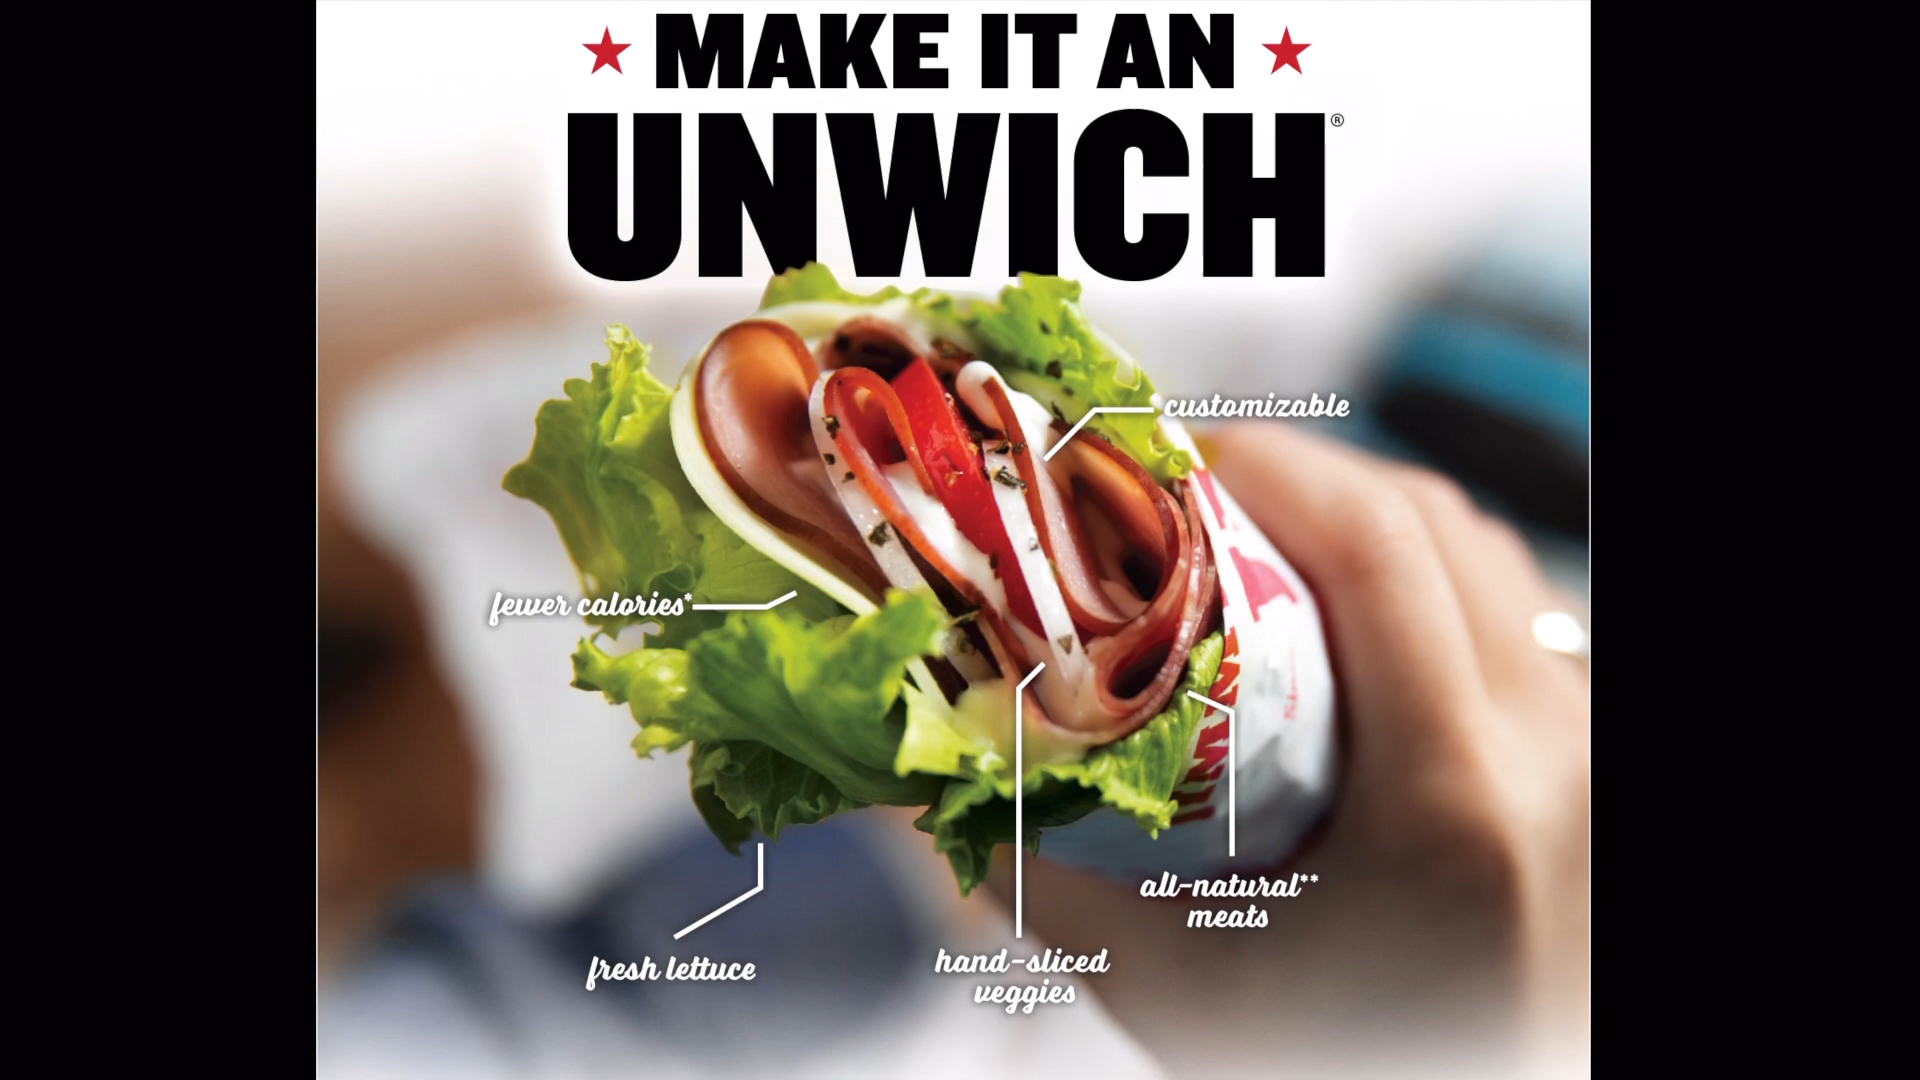 MAKE IT AN
UNWICH®
customizable
fewer calories*
all-natural**
meats
hand-sliced
veggies
fresh lettuce